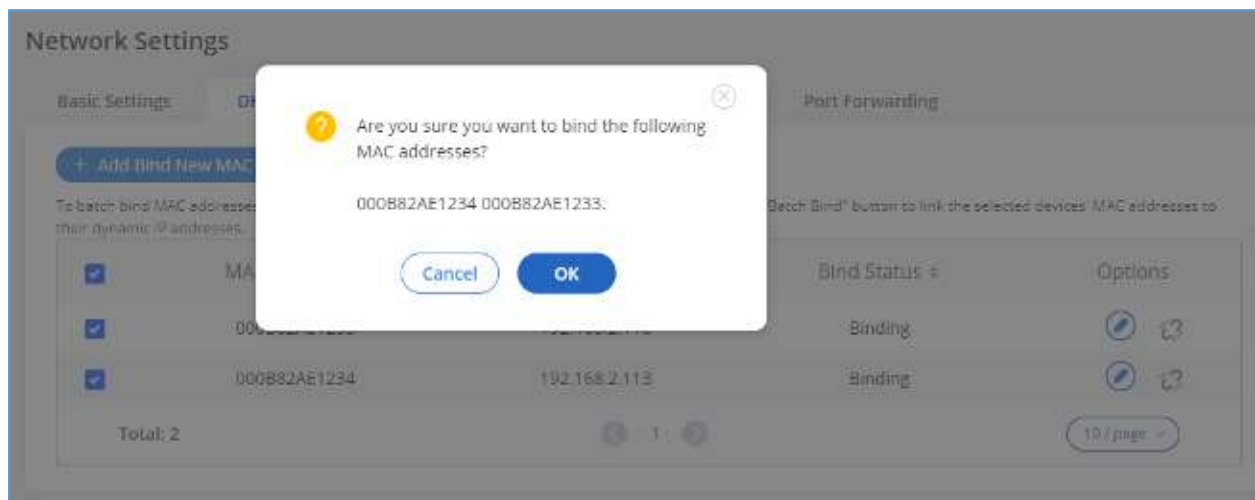 Network Settings
Basic Settings
Port Forwarding
Are you sure you want to bind the following
MAC addresses?
000B82AE1234 000B82AE1233.
Cancel
OK
+ Add Bind New MAC
To batch bind MAC addresses
Batch Bind" button to link the selected devices' MAC addresses to
their dynamic IP addresses.
Bind Status
Options
Binding
000B82AE1234
192.168.2.113
Binding
Total: 2
1
10 / page